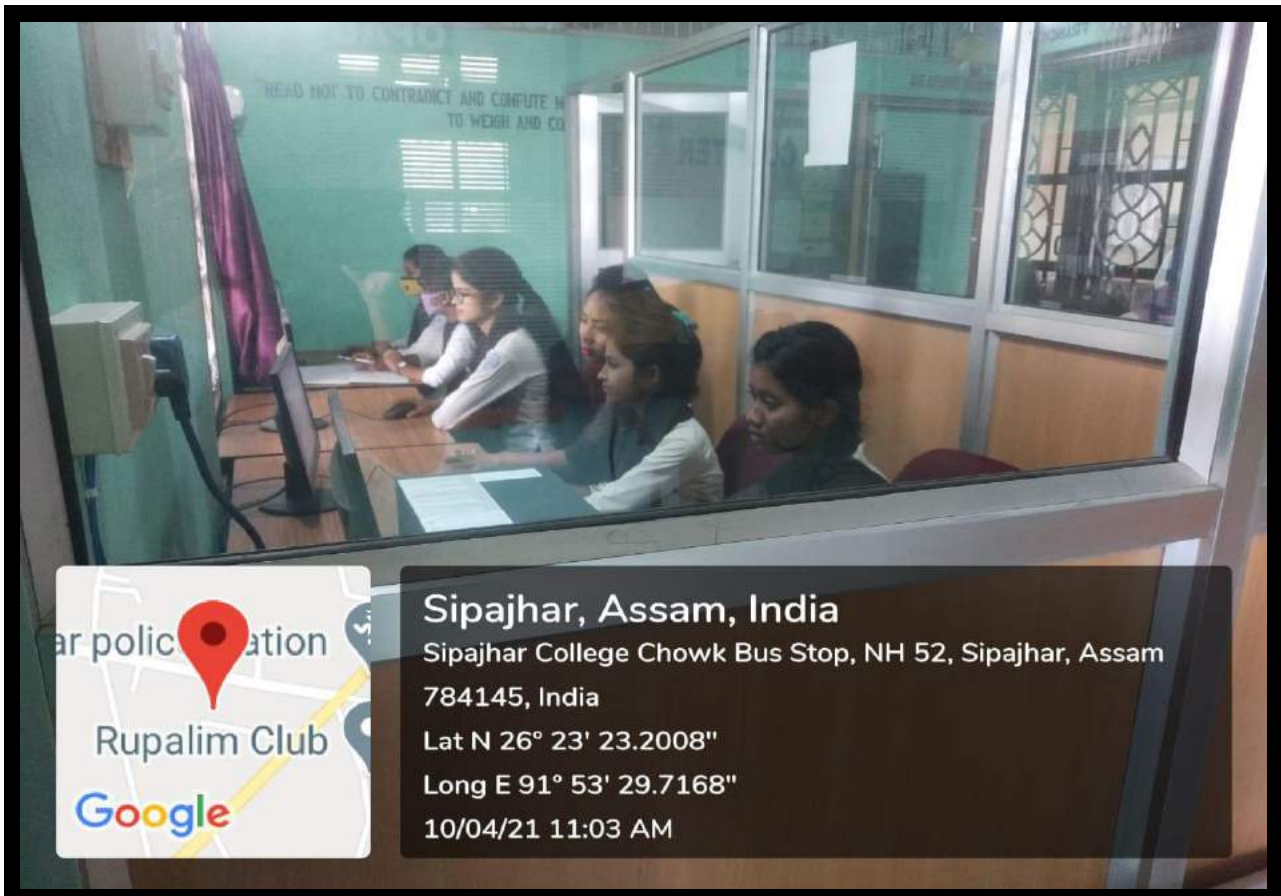 "READ NOT TO CONTRADICT AND CONFUTE
TO WEIGH AND
ar polic ation
Rupalim Club
Google
Sipajhar, Assam, India
Sipajhar College Chowk Bus Stop, NH 52, Sipajhar, Assam
784145, India
Lat N 26° 23' 23.2008"
Long E 91° 53' 29.7168"
10/04/21 11:03 AM